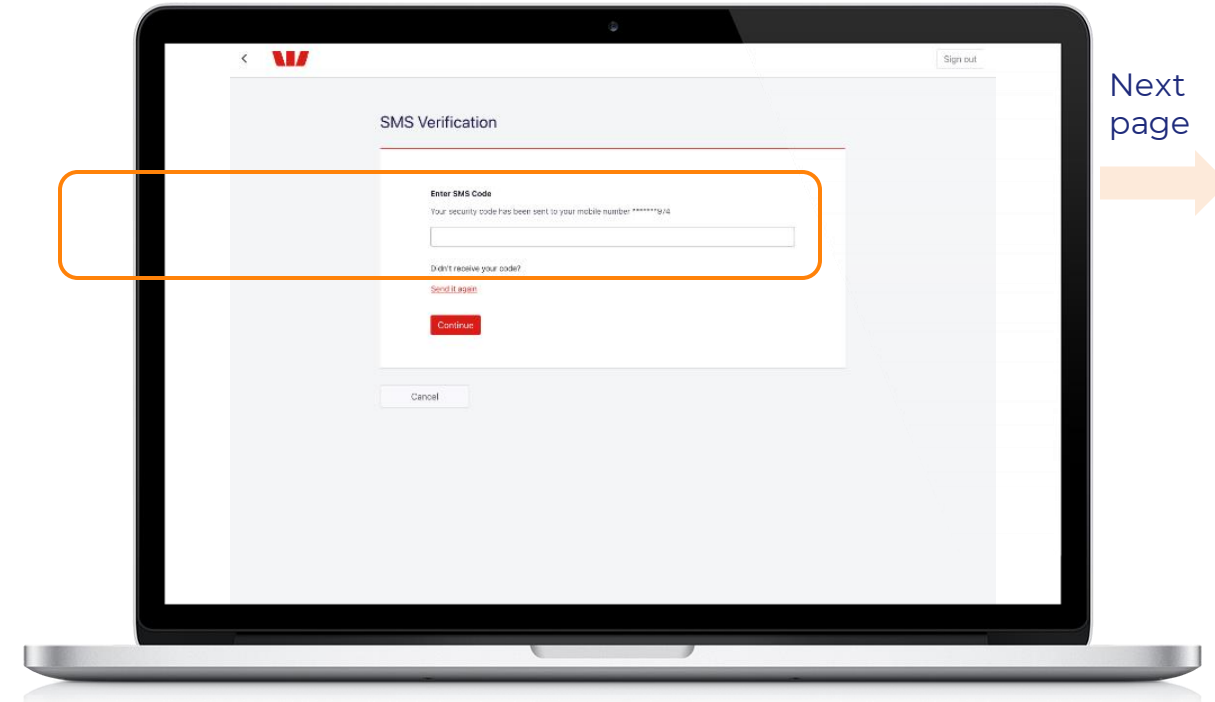 Sign out
Next
page
SMS Verification
Enter SMS Code
Your security code has been sent to your mobile number *******974
Didn't receive your code?
Send it again
Continue
Cancel